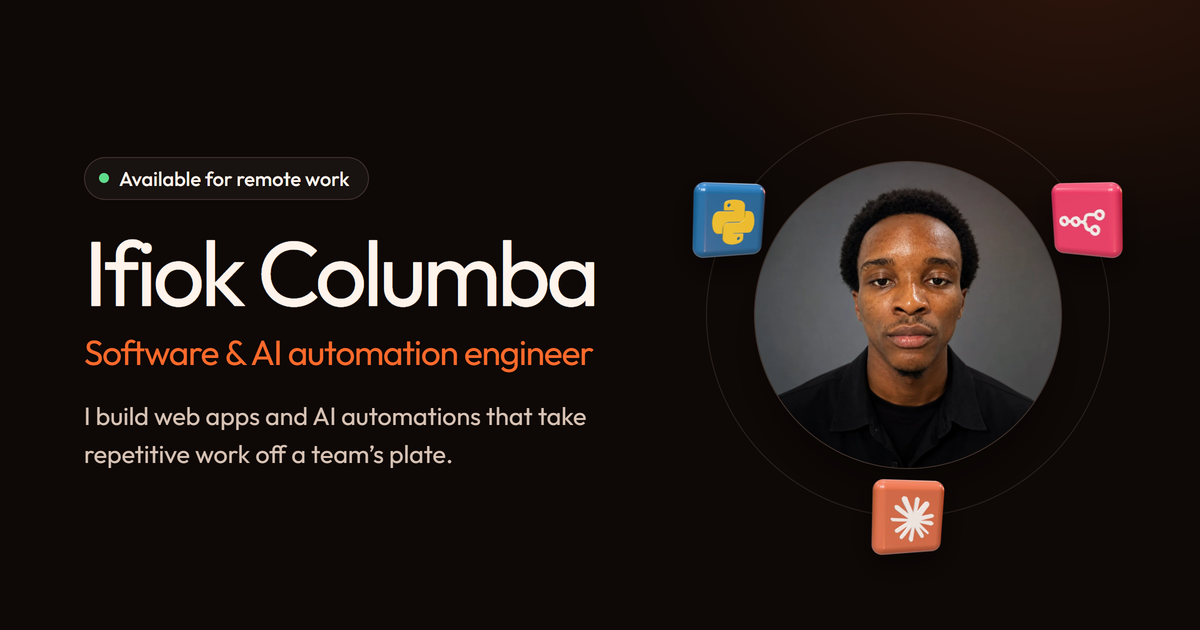 Available for remote work
Ifiok Columba
Software & AI automation engineer
I build web apps and AI automations that take
repetitive work off a team’s plate.